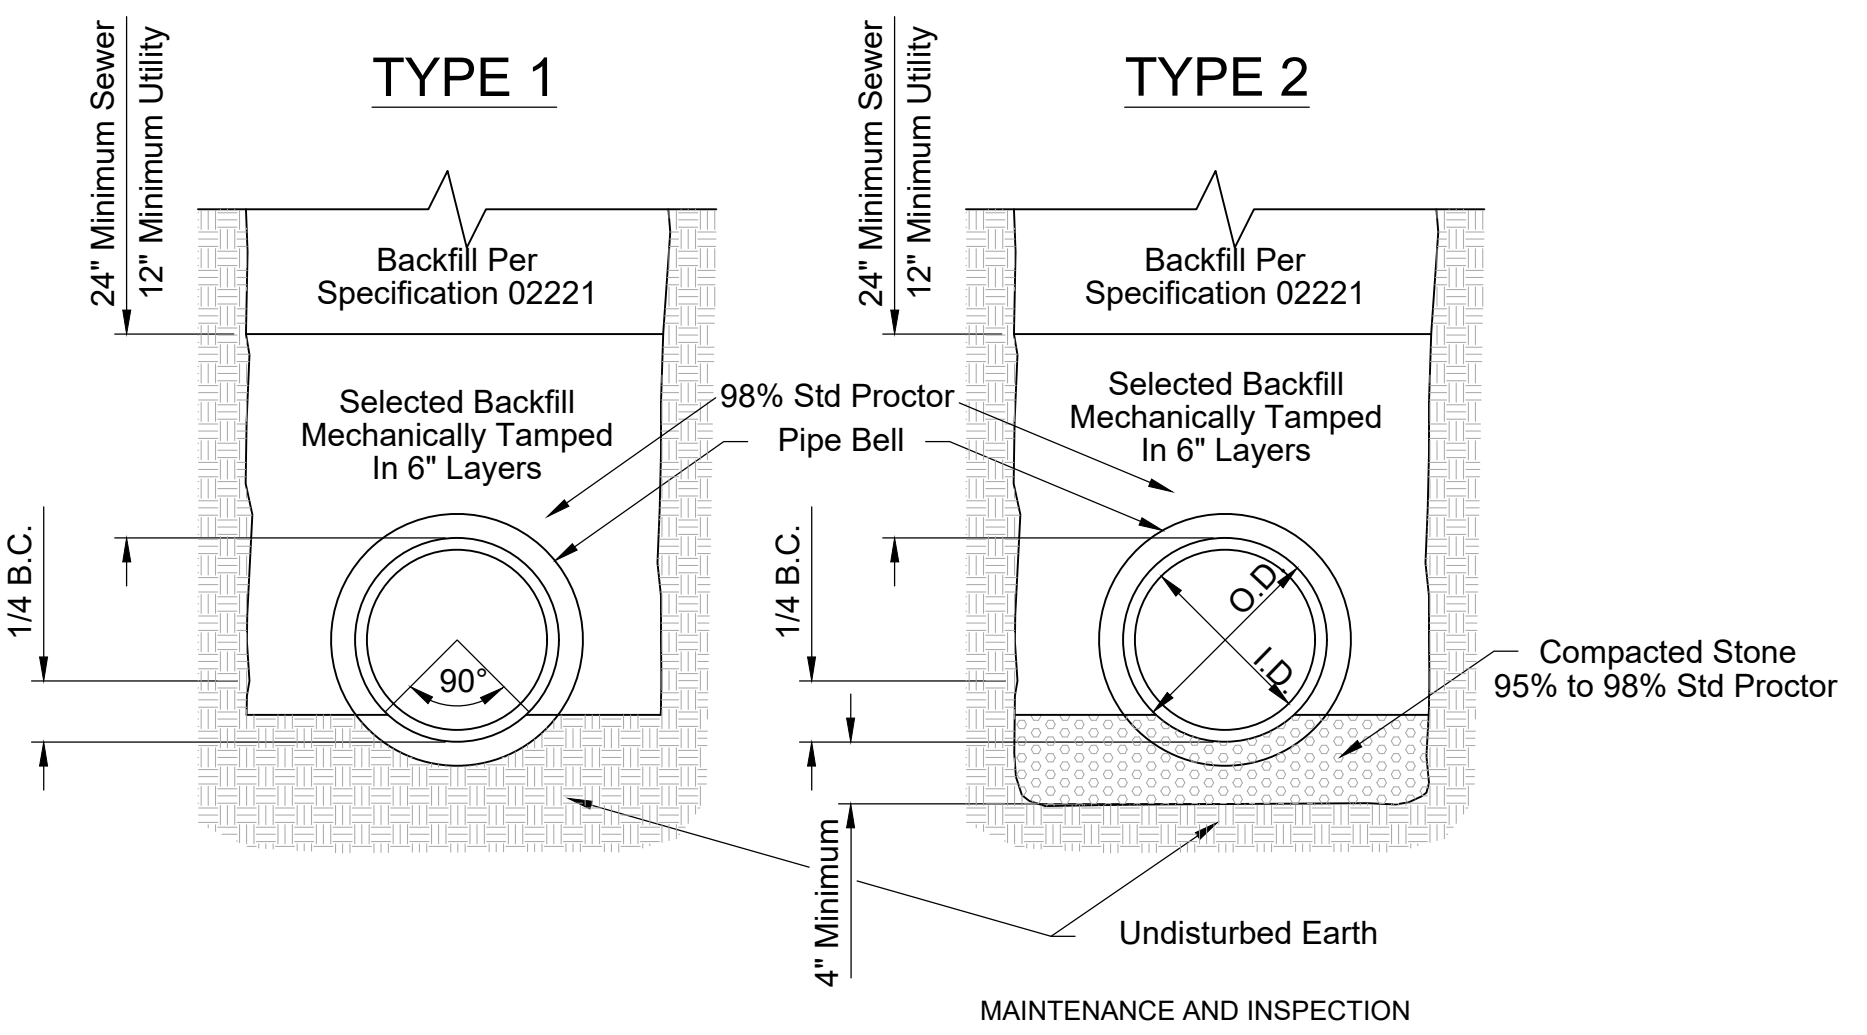 TYPE 1
24" Minimum Sewer
12" Minimum Utility
Backfill Per
Specification 02221
Selected Backfill
Mechanically Tamped
In 6" Layers
1/4 B.C.
90°
98% Std Proctor
Pipe Bell
TYPE 2
24" Minimum Sewer
12" Minimum Utility
Backfill Per
Specification 02221
Selected Backfill
Mechanically Tamped
In 6" Layers
1/4 B.C.
O.D.
I.D.
Compacted Stone
95% to 98% Std Proctor
4" Minimum
Undisturbed Earth
MAINTENANCE AND INSPECTION